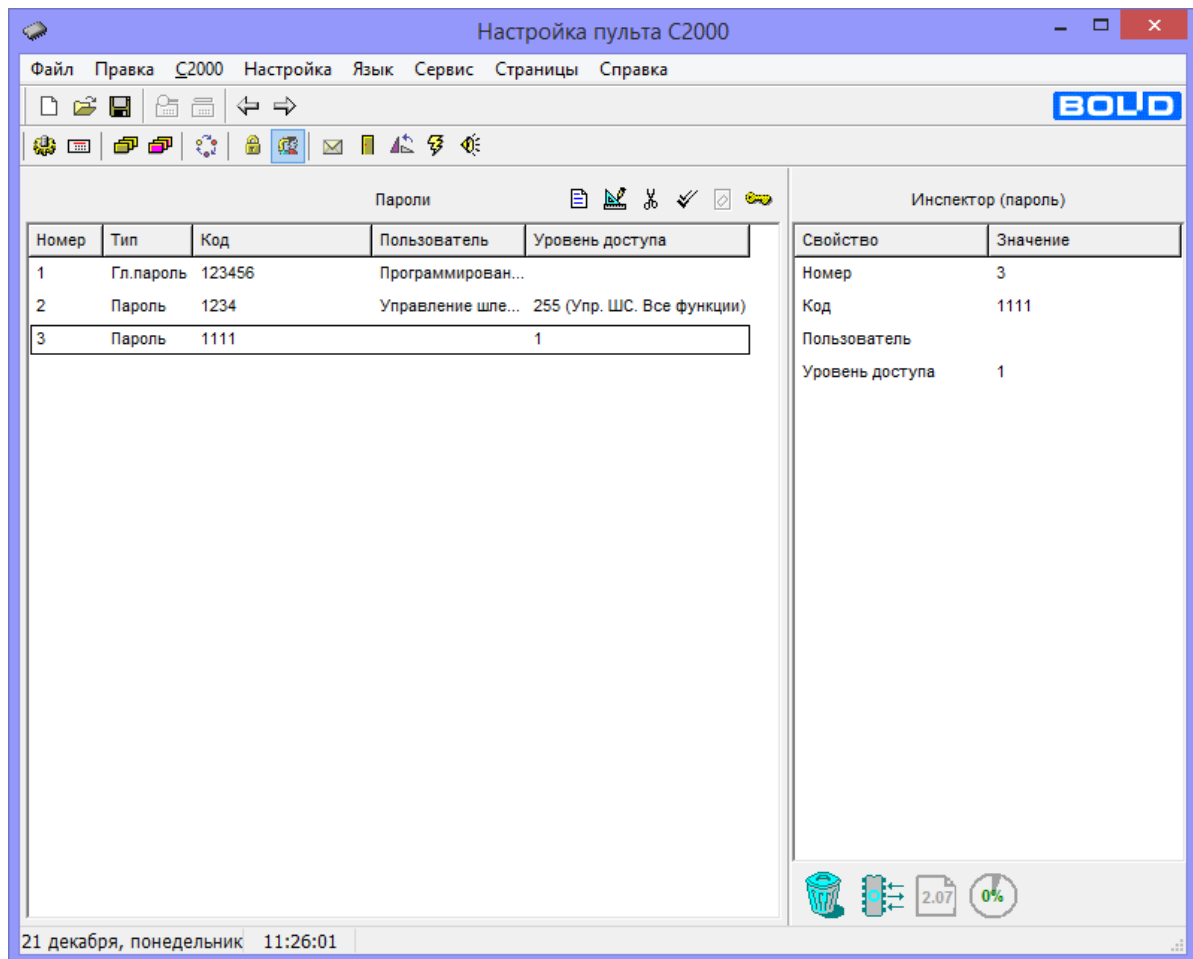 Настройка пульта С2000
Файл Правка С2000 Настройка Язык Сервис Страницы Справка
BOLID
Пароли
Инспектор (пароль)
Номер Тип Код Пользователь Уровень доступа
Свойство Значение
1 Гл.пароль 123456 Программирован...
Номер 3
2 Пароль 1234 Управление шле... 255 (Упр. ШС. Все функции)
Код 1111
3 Пароль 1111 1
Пользователь
Уровень доступа 1
2.07 0%
21 декабря, понедельник 11:26:01